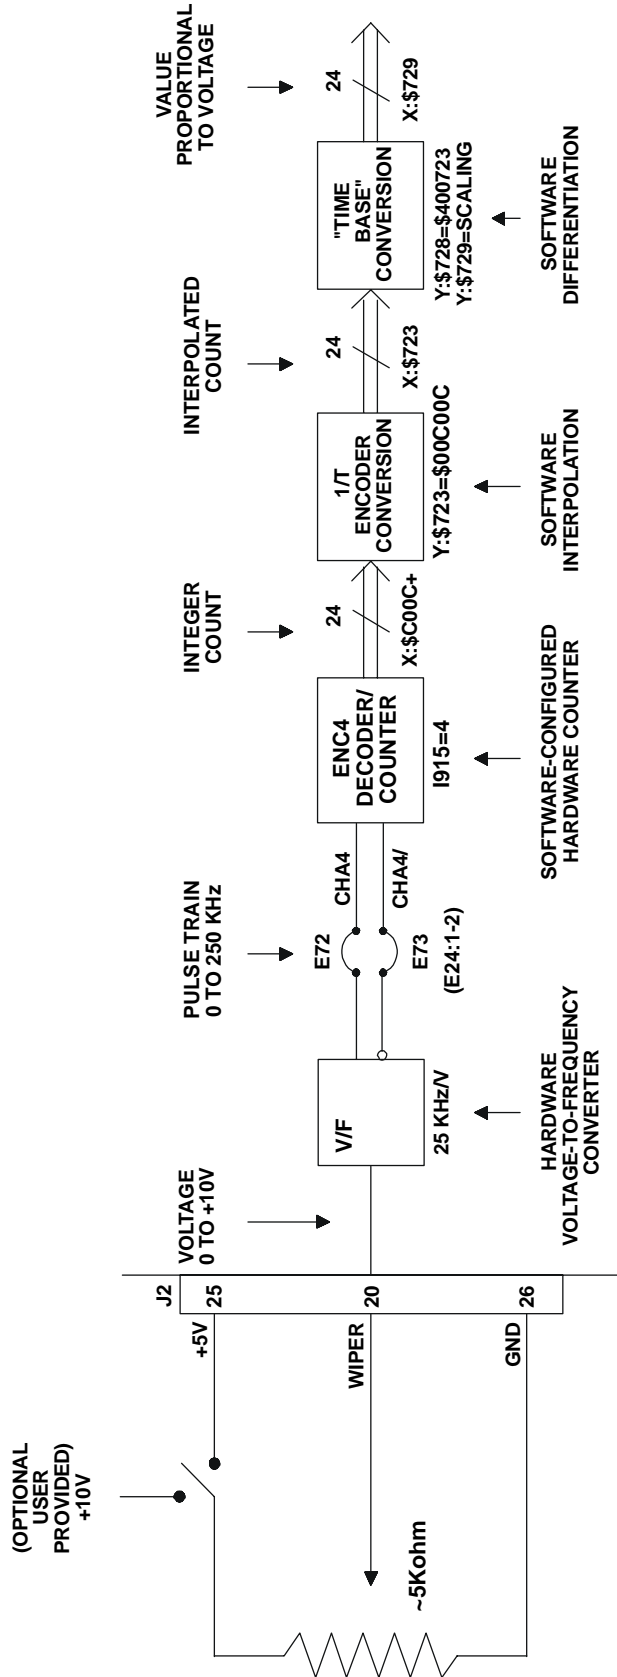 (OPTIONAL
USER
PROVIDED)
+10V
~5Kohm
+5V
WIPER
GND
J2
25
20
26
VOLTAGE
0 TO +10V
V/F
25 KHz/V
HARDWARE
VOLTAGE-TO-FREQUENCY
CONVERTER
PULSE TRAIN
0 TO 250 KHz
E72
E73
(E24:1-2)
CHA4
CHA4/
ENC4
DECODER/
COUNTER
I915=4
SOFTWARE-CONFIGURED
HARDWARE COUNTER
INTEGER
COUNT
24
X:$C00C+
1/T
ENCODER
CONVERSION
Y:$723=$00C00C
SOFTWARE
INTERPOLATION
INTERPOLATED
COUNT
24
X:$723
"TIME
BASE"
CONVERSION
Y:$728=$400723
Y:$729=SCALING
SOFTWARE
DIFFERENTIATION
VALUE
PROPORTIONAL
TO VOLTAGE
24
X:$729